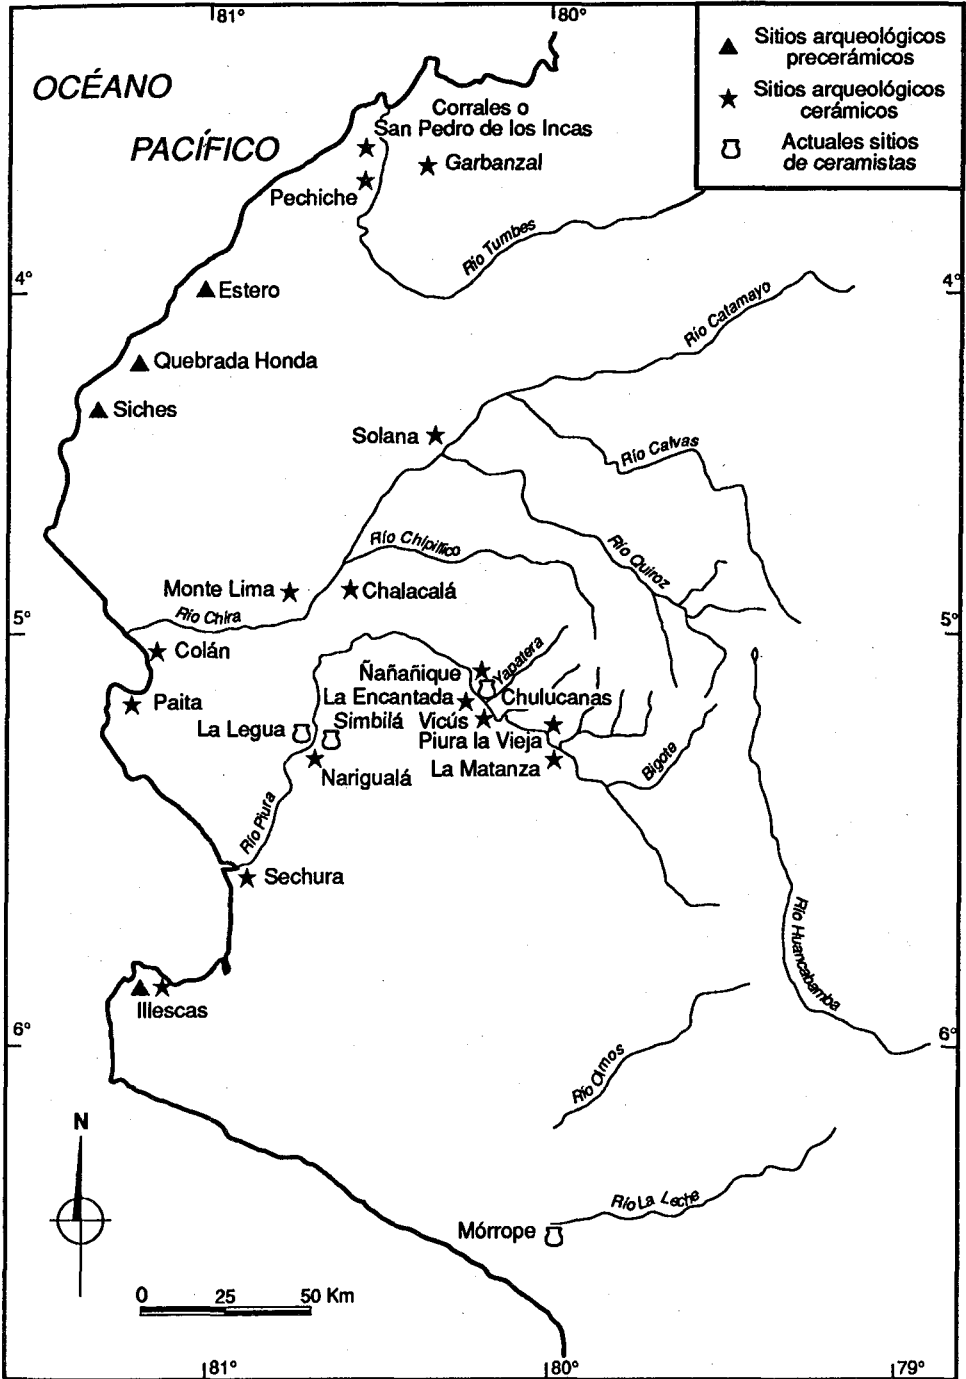 81°
80°
Sitios arqueológicos
precerámicos
Sitios arqueológicos
cerámicos
Actuales sitios
de ceramistas
OCÉANO
PACÍFICO
Corrales o
San Pedro de los Incas
Garbanzal
Pechiche
Río Tumbes
4°
4°
Estero
Río Catamayo
Quebrada Honda
Siches
Solana
Río Calvas
Río Chipillico
Río Quiroz
Monte Lima
Chalacalá
Río Chira
5°
5°
Colán
Ñañañique
Yapatera
La Encantada
Chulucanas
Paita
La Legua
Simbilá
Vicús
Piura la Vieja
Narigualá
La Matanza
Bigote
Río Piura
Sechura
Río Huancabamba
Illescas
6°
6°
Río Olmos
N
Río La Leche
Mórrope
0 25 50 Km
81°
80°
79°